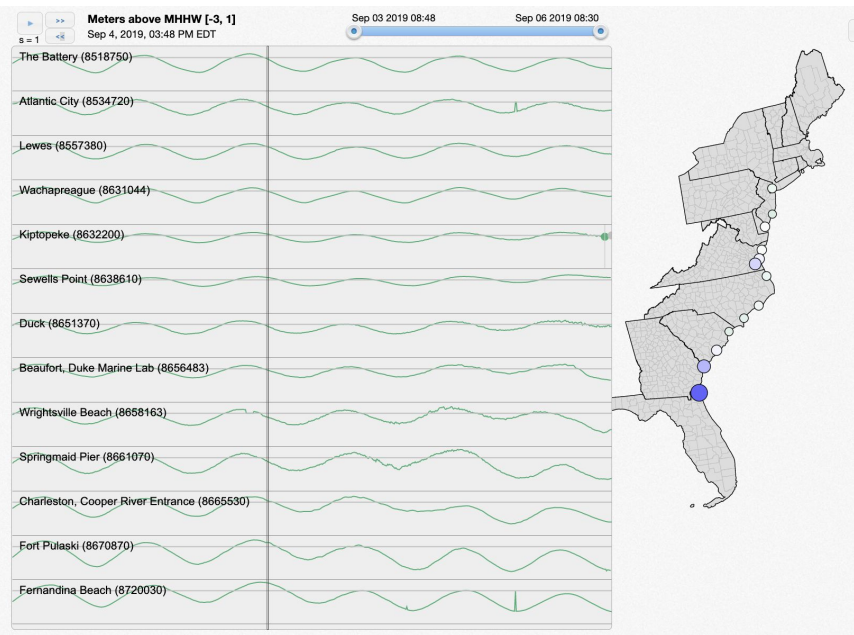 >>
Meters above MHHW [-3, 1]
Sep 03 2019 08:48
Sep 06 2019 08:30
s = 1
Sep 4, 2019, 03:48 PM EDT
The Battery (8518750)
Atlantic City (8534720)
Lewes (8557380)
Wachapreague (8631044)
Kiptopeke (8632200)
Sewells Point (8638610)
Duck (8651370)
Beaufort, Duke Marine Lab (8656483)
Wrightsville Beach (8658163)
Springmaid Pier (8661070)
Charleston, Cooper River Entrance (8665530)
Fort Pulaski (8670870)
Fernandina Beach (8720030)